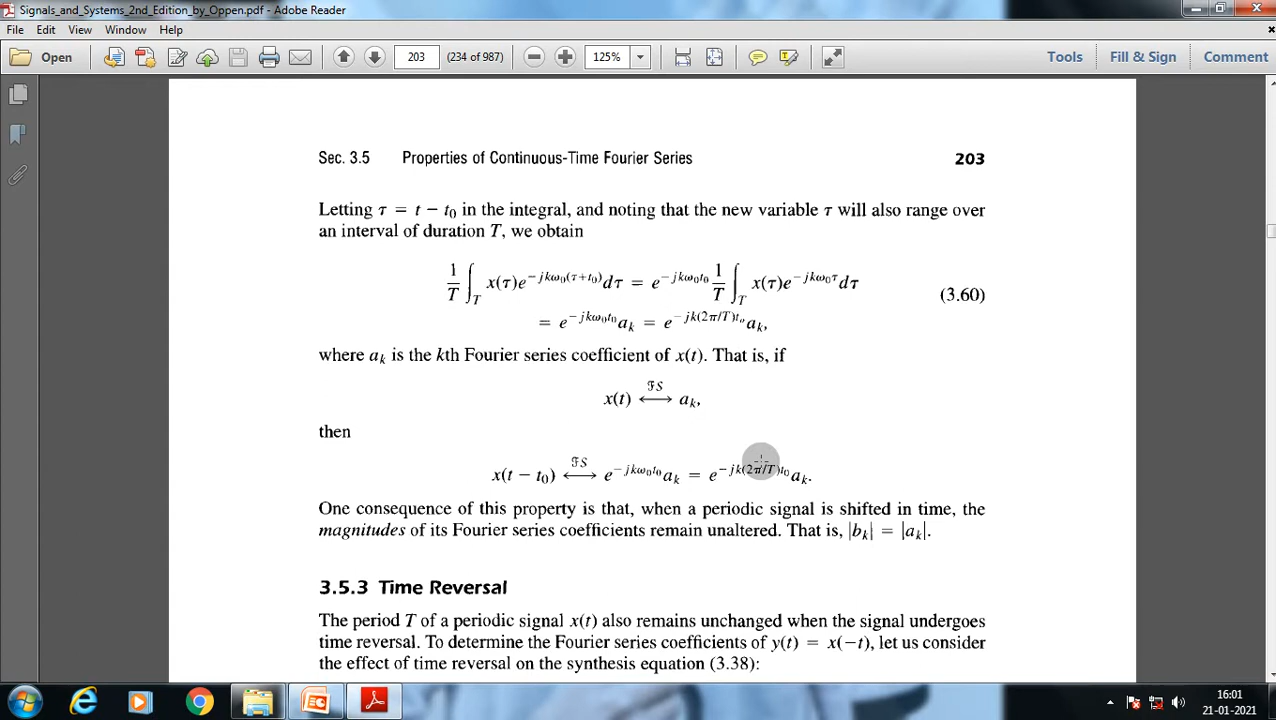 Signals_and_Systems_2nd_Edition_by_Oppen.pdf - Adobe Reader
File Edit View Window Help
Open 203 (234 of 987) 125% Tools Fill & Sign Comment
Sec. 3.5 Properties of Continuous-Time Fourier Series 203
Letting τ = t − t₀ in the integral, and noting that the new variable τ will also range over
an interval of duration T, we obtain
1/T ∫_T x(τ)e^{−jkω₀(τ+t₀)}dτ = e^{−jkω₀t₀} 1/T ∫_T x(τ)e^{−jkω₀τ}dτ (3.60)
= e^{−jkω₀t₀}a_k = e^{−jk(2π/T)t₀}a_k,
where a_k is the kth Fourier series coefficient of x(t). That is, if
x(t) ⟷^{ℱS} a_k,
then
x(t − t₀) ⟷^{ℱS} e^{−jkω₀t₀}a_k = e^{−jk(2π/T)t₀}a_k.
One consequence of this property is that, when a periodic signal is shifted in time, the
magnitudes of its Fourier series coefficients remain unaltered. That is, |b_k| = |a_k|.
3.5.3 Time Reversal
The period T of a periodic signal x(t) also remains unchanged when the signal undergoes
time reversal. To determine the Fourier series coefficients of y(t) = x(−t), let us consider
the effect of time reversal on the synthesis equation (3.38):
16:01
21-01-2021